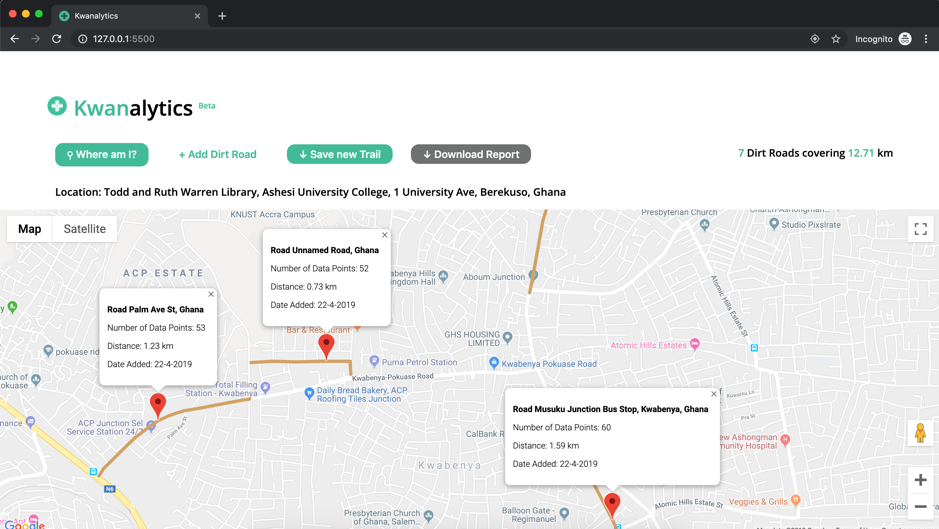 Kwanalytics
127.0.0.1:5500
Incognito
Kwanalytics Beta
Where am I?
+ Add Dirt Road
Save new Trail
Download Report
7 Dirt Roads covering 12.71 km
Location: Todd and Ruth Warren Library, Ashesi University College, 1 University Ave, Berekuso, Ghana
Map
Satellite
KNUST Accra Campus
Presbyterian Church
Studio Pixslrate
ACP ESTATE
Road Unnamed Road, Ghana
Number of Data Points: 52
Distance: 0.73 km
Date Added: 22-4-2019
Aboum Junction
Atomic Hills Estate St
Road Palm Ave St, Ghana
Number of Data Points: 53
Distance: 1.23 km
Date Added: 22-4-2019
Bar & Restaurant
GHS HOUSING
LIMITED
Atomic Hills Estates
pokuase rid
Puma Petrol Station
Kwabenya Pokuase Road
Kwabenya-Pokuase Road
Total Filling
Station - Kwabenya
Daily Bread Bakery, ACP
Roofing Tiles Junction
ACP Junction Sel
Service Station 24/7
Palm Ave St
Road Musuku Junction Bus Stop, Kwabenya, Ghana
Number of Data Points: 60
Distance: 1.59 km
Date Added: 22-4-2019
CalBank
Kwabenya
New Ashongman
Community Hospital
N6
Veggies & Grills
Atomic Hills Estate St
Presbyterian Church
Of Ghana, Salem...
Balloon Gate -
Regimanuel
Google